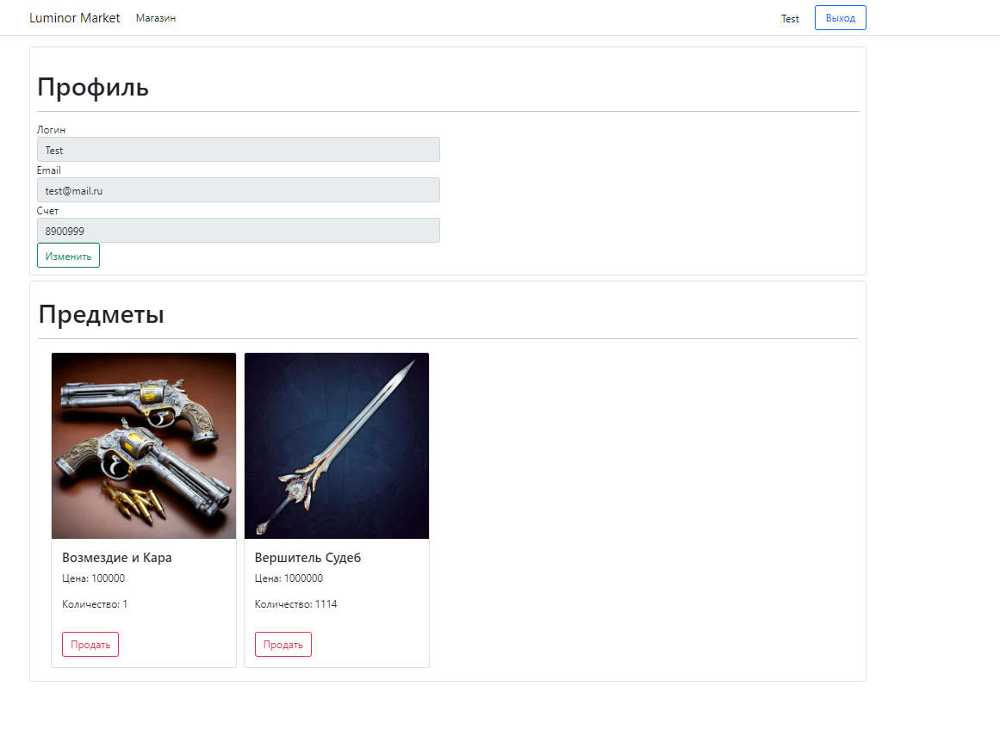 Luminor Market Магазин Test Выход
Профиль
Логин
Test
Email
test@mail.ru
Счет
8900999
Изменить
Предметы
Возмездие и Кара
Цена: 100000
Количество: 1
Продать
Вершитель Судеб
Цена: 1000000
Количество: 1114
Продать